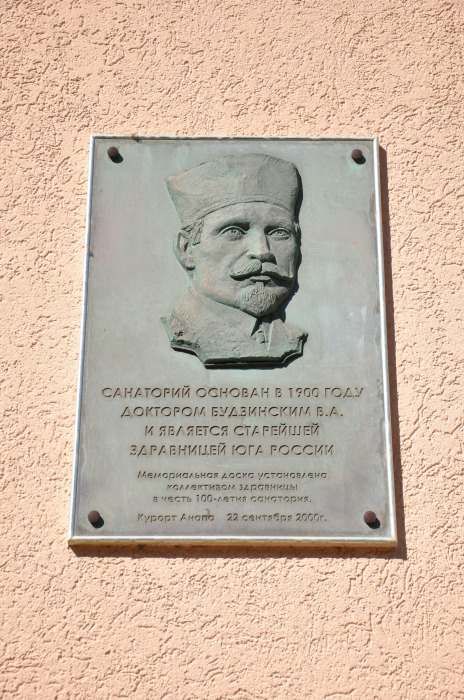 САНАТОРИЙ ОСНОВАН В 1900 ГОДУ
ДОКТОРОМ БУДЗИНСКИМ В.А.
И ЯВЛЯЕТСЯ СТАРЕЙШЕЙ
ЗДРАВНИЦЕЙ ЮГА РОССИИ
Мемориальная доска установлена
коллективом здравницы
в честь 100-летия санатория.
Курорт Анапа 22 сентября 2000г.